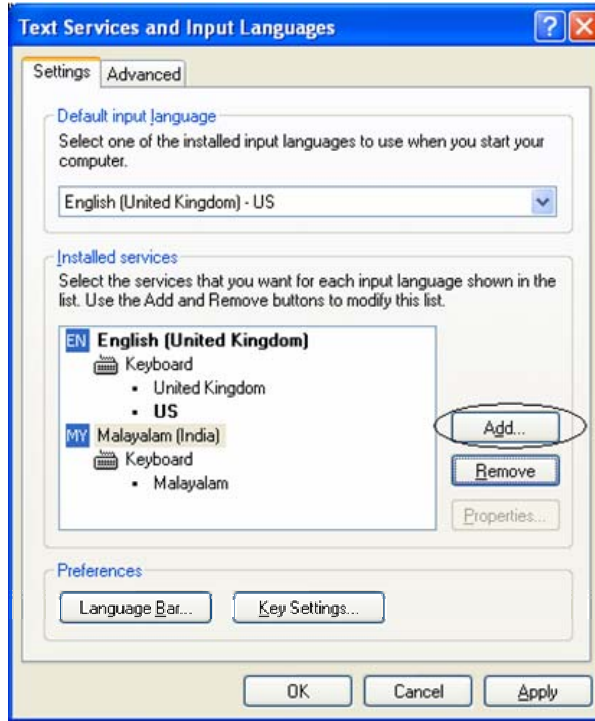 Text Services and Input Languages
Settings
Advanced
Default input language
Select one of the installed input languages to use when you start your
computer.
English (United Kingdom) - US
Installed services
Select the services that you want for each input language shown in the
list. Use the Add and Remove buttons to modify this list.
EN English (United Kingdom)
Keyboard
• United Kingdom
• US
MY Malayalam (India)
Keyboard
• Malayalam
Add...
Remove
Properties...
Preferences
Language Bar...
Key Settings...
OK
Cancel
Apply